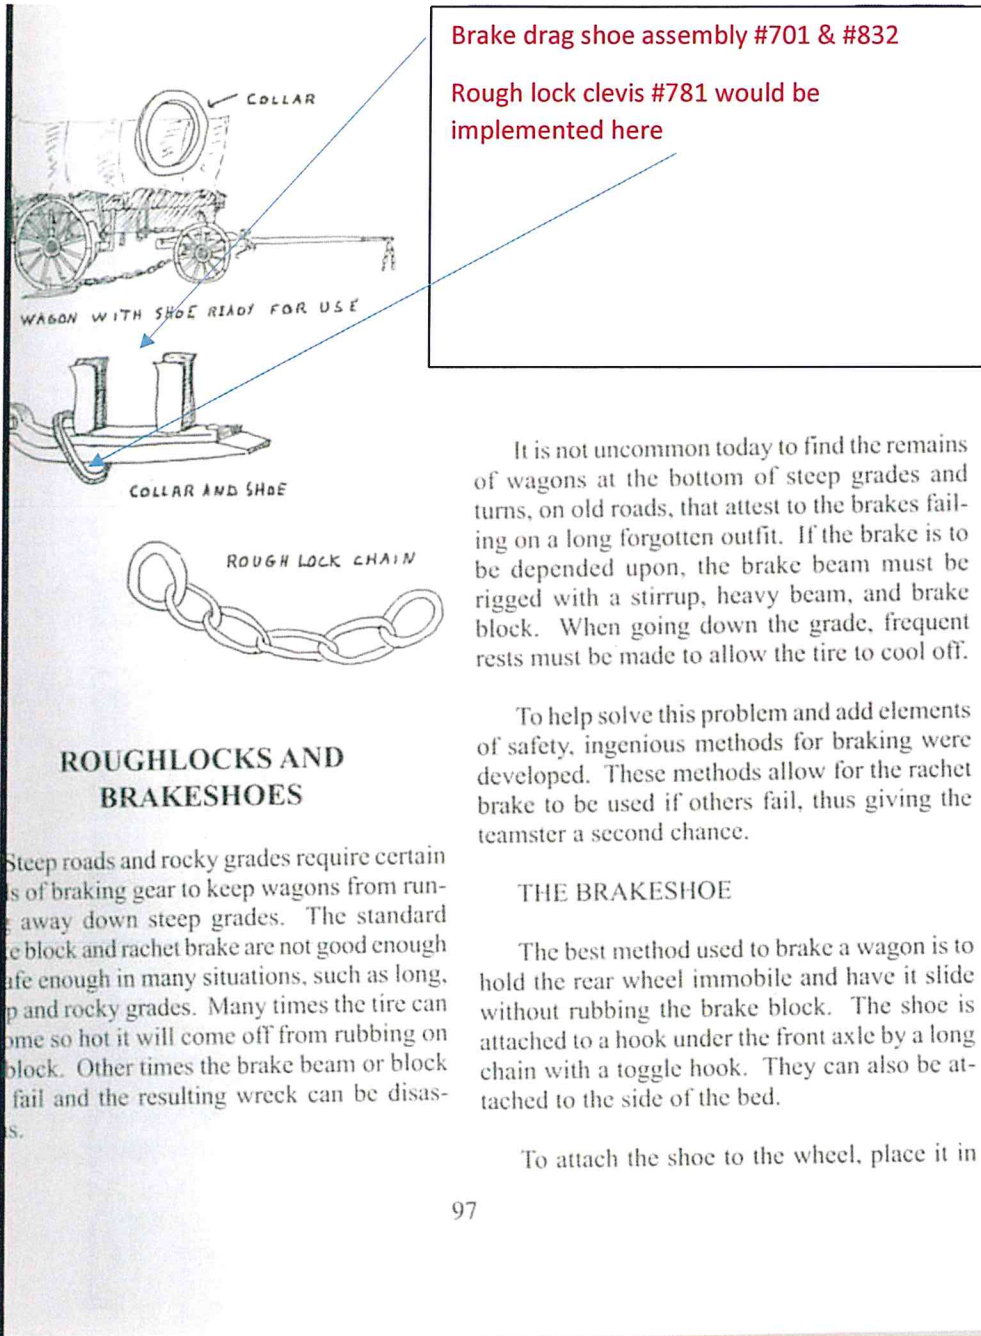 Brake drag shoe assembly #701 & #832
Rough lock clevis #781 would be
implemented here
COLLAR
WAGON WITH SHOE READY FOR USE
COLLAR AND SHOE
ROUGH LOCK CHAIN
ROUGHLOCKS AND
BRAKESHOES
Steep roads and rocky grades require certain
s of braking gear to keep wagons from run-
away down steep grades. The standard
e block and rachet brake are not good enough
afe enough in many situations, such as long,
p and rocky grades. Many times the tire can
ome so hot it will come off from rubbing on
block. Other times the brake beam or block
fail and the resulting wreck can be disas-
s.
It is not uncommon today to find the remains
of wagons at the bottom of steep grades and
turns, on old roads, that attest to the brakes fail-
ing on a long forgotten outfit. If the brake is to
be depended upon, the brake beam must be
rigged with a stirrup, heavy beam, and brake
block. When going down the grade, frequent
rests must be made to allow the tire to cool off.
To help solve this problem and add elements
of safety, ingenious methods for braking were
developed. These methods allow for the rachet
brake to be used if others fail, thus giving the
teamster a second chance.
THE BRAKESHOE
The best method used to brake a wagon is to
hold the rear wheel immobile and have it slide
without rubbing the brake block. The shoe is
attached to a hook under the front axle by a long
chain with a toggle hook. They can also be at-
tached to the side of the bed.
To attach the shoe to the wheel, place it in
97